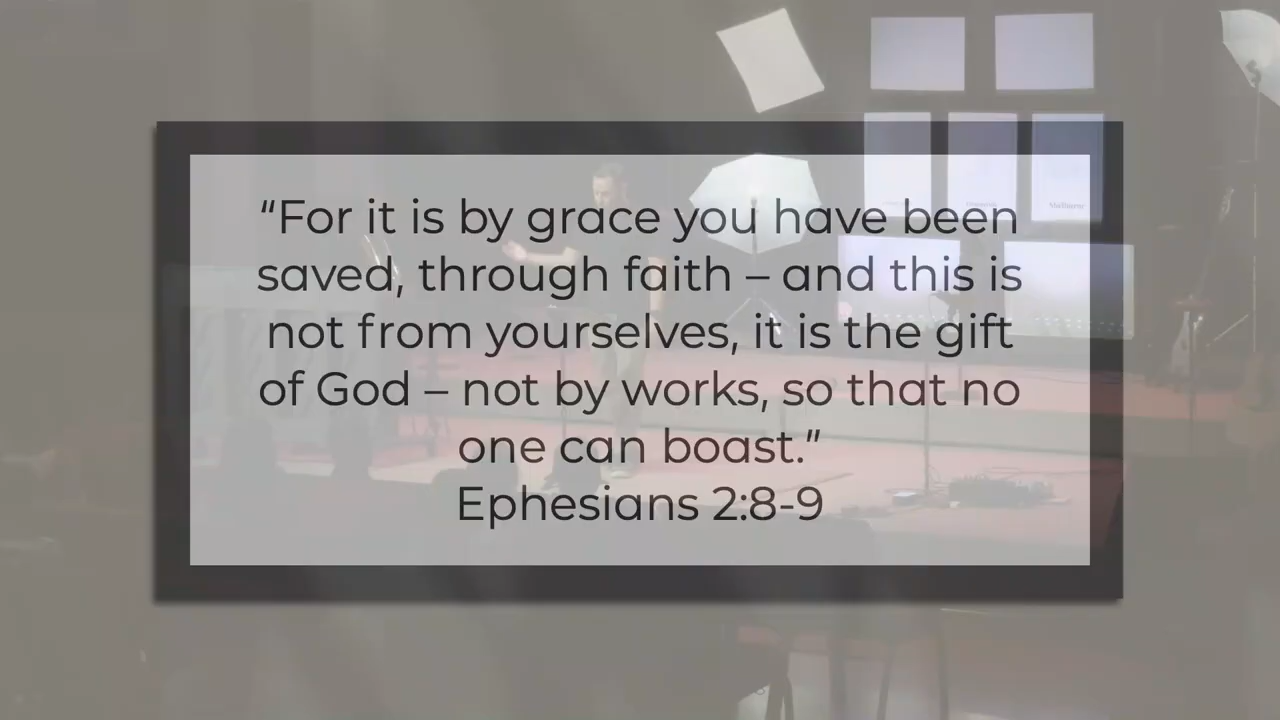 “For it is by grace you have been
saved, through faith – and this is
not from yourselves, it is the gift
of God – not by works, so that no
one can boast.”
Ephesians 2:8-9